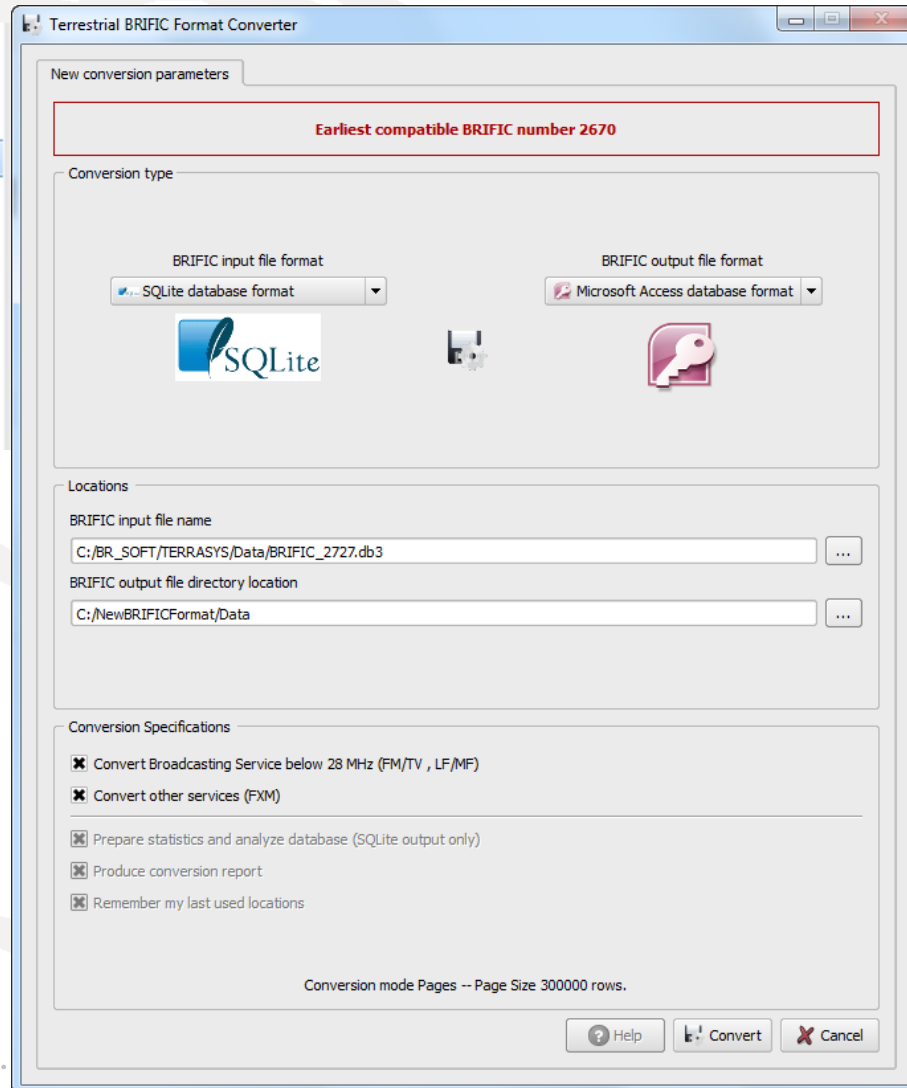 Terrestrial BRIFIC Format Converter
New conversion parameters
Earliest compatible BRIFIC number 2670
Conversion type
BRIFIC input file format
BRIFIC output file format
SQLite database format
Microsoft Access database format
SQLite
Locations
BRIFIC input file name
C:/BR_SOFT/TERRASYS/Data/BRIFIC_2727.db3
...
BRIFIC output file directory location
C:/NewBRIFICFormat/Data
...
Conversion Specifications
Convert Broadcasting Service below 28 MHz (FM/TV , LF/MF)
Convert other services (FXM)
Prepare statistics and analyze database (SQLite output only)
Produce conversion report
Remember my last used locations
Conversion mode Pages -- Page Size 300000 rows.
Help
Convert
Cancel